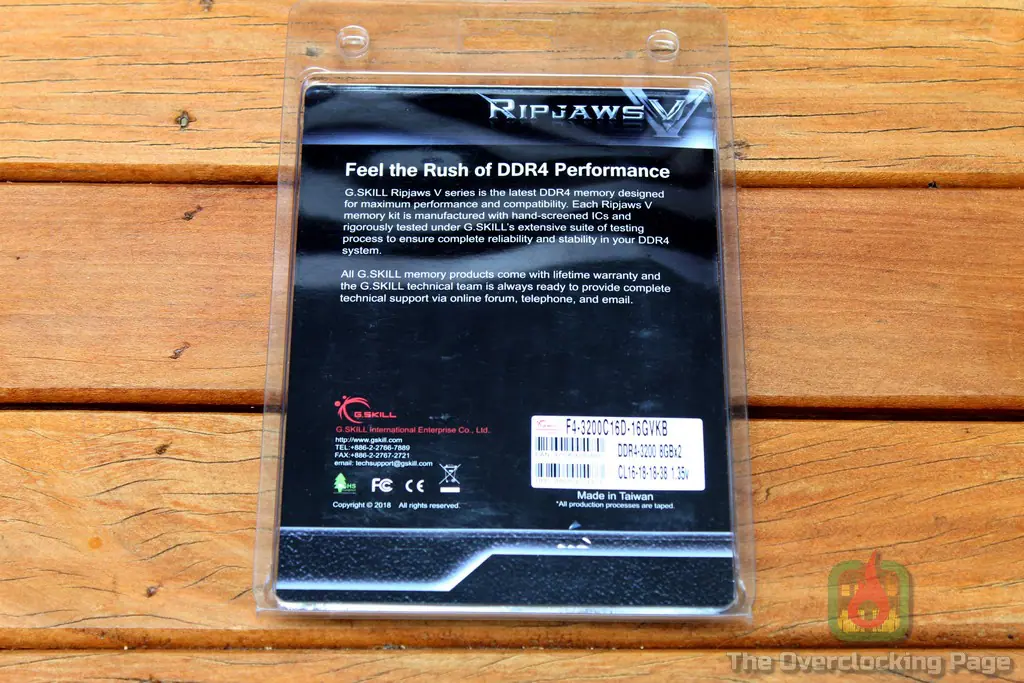 RIPJAWS V
Feel the Rush of DDR4 Performance
G.SKILL Ripjaws V series is the latest DDR4 memory designed
for maximum performance and compatibility. Each Ripjaws V
memory kit is manufactured with hand-screened ICs and
rigorously tested under G.SKILL's extensive suite of testing
process to ensure complete reliability and stability in your DDR4
system.
All G.SKILL memory products come with lifetime warranty and
the G.SKILL technical team is always ready to provide complete
technical support via online forum, telephone, and email.
G.SKILL
G.SKILL International Enterprise Co., Ltd.
http://www.gskill.com
TEL:+886-2-2766-7889
FAX:+886-2-2767-2721
email: techsupport@gskill.com
FC CE
Copyright © 2018 All rights reserved.
F4-3200C16D-16GVKB
DDR4-3200 8GBx2
CL16-18-18-38 1.35v
Made in Taiwan
*All production processes are taped.
The Overclocking Page